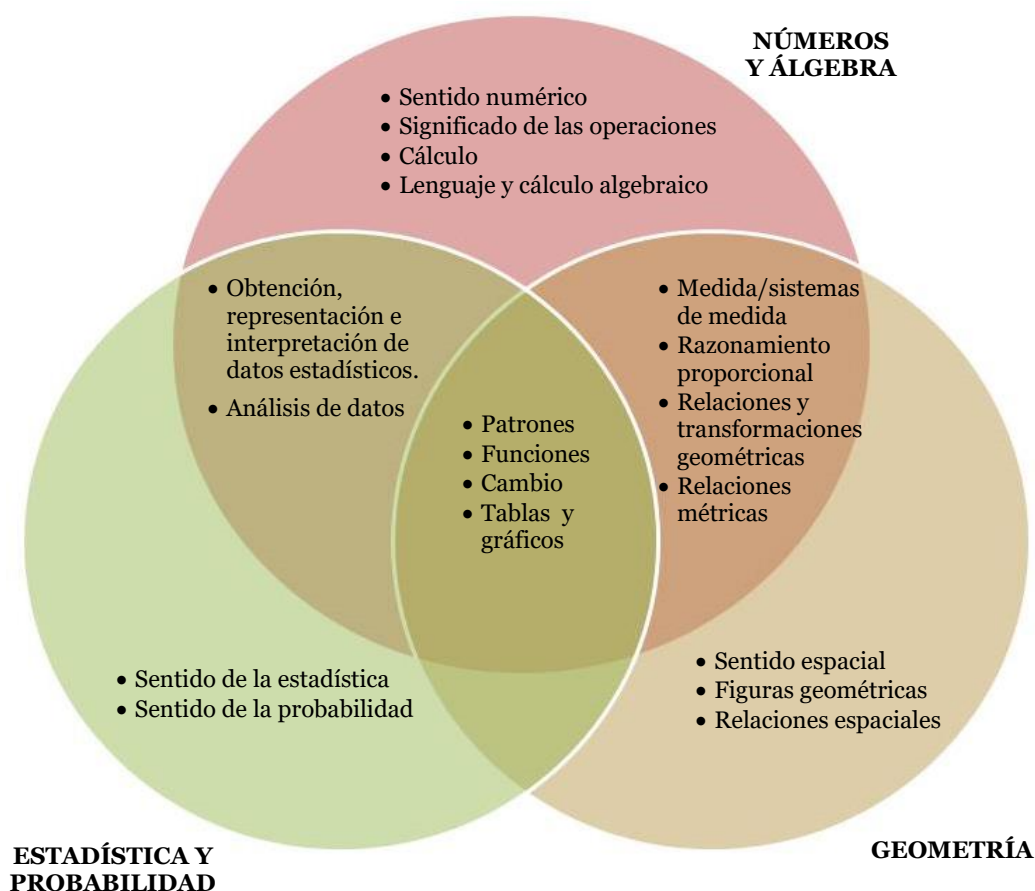 NÚMEROS
Y ÁLGEBRA
• Sentido numérico
• Significado de las operaciones
• Cálculo
• Lenguaje y cálculo algebraico
• Obtención,
representación e
interpretación de
datos estadísticos.
• Análisis de datos
• Medida/sistemas
de medida
• Razonamiento
proporcional
• Relaciones y
transformaciones
geométricas
• Relaciones
métricas
• Patrones
• Funciones
• Cambio
• Tablas y
gráficos
• Sentido de la estadística
• Sentido de la probabilidad
• Sentido espacial
• Figuras geométricas
• Relaciones espaciales
ESTADÍSTICA Y
PROBABILIDAD
GEOMETRÍA